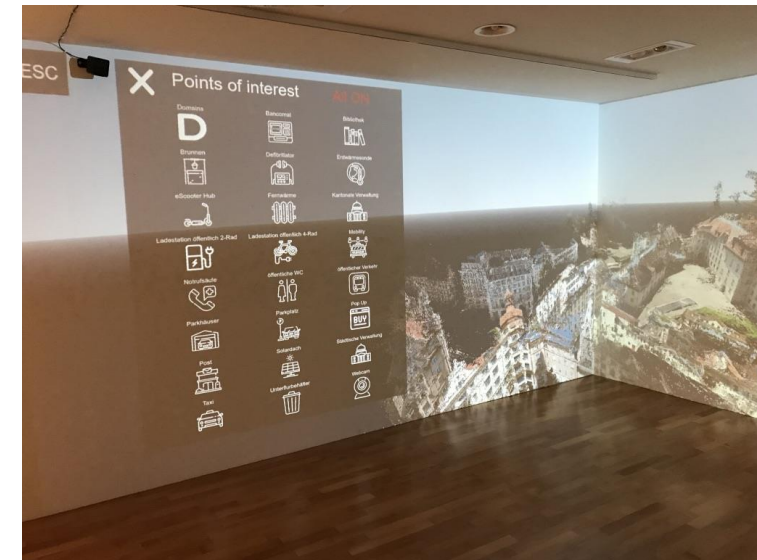 ESC
X Points of interest
All ON
Domains
Bancomat
Bibliothek
D
Brunnen
Defibrillator
Erdwärmesonde
eScooter Hub
Fernwärme
Kantonale Verwaltung
Ladestation öffentlich 2-Rad
Ladestation öffentlich 4-Rad
Mobility
Notrufsäule
öffentliche WC
öffentlicher Verkehr
Parkhäuser
Parkplatz
Pop Up
BUY
Post
Solardach
Städtische Verwaltung
Taxi
Unterflurbehälter
Webcam